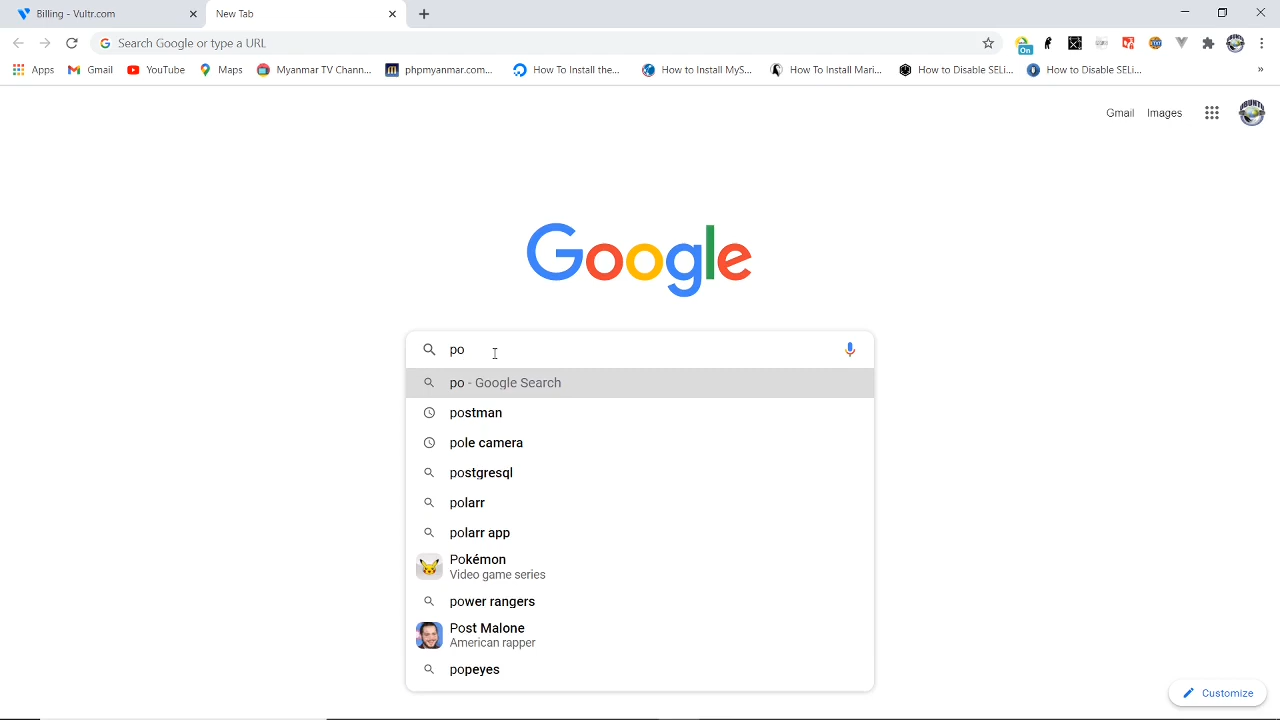 Billing - Vultr.com
New Tab
Search Google or type a URL
On
Apps
Gmail
YouTube
Maps
Myanmar TV Chann...
phpmyanmar.com...
How To Install the...
How to Install MyS...
How To Install Mari...
How to Disable SELi...
How to Disable SELi...
Gmail
Images
Google
po
po - Google Search
postman
pole camera
postgresql
polarr
polarr app
Pokémon
Video game series
power rangers
Post Malone
American rapper
popeyes
Customize